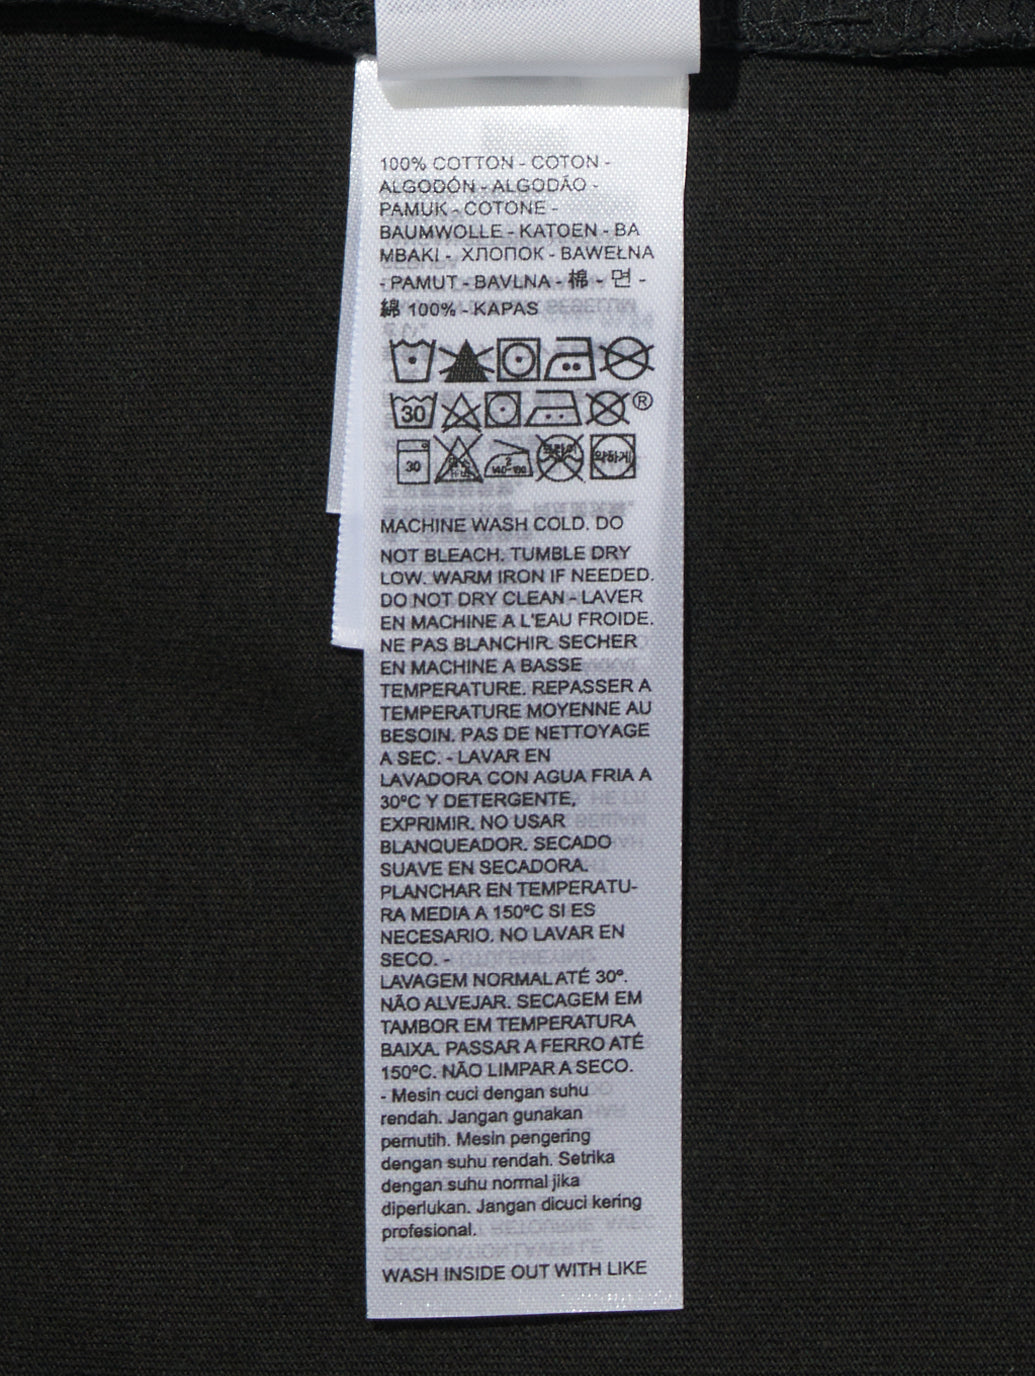 100% COTTON - COTON -
ALGODÓN - ALGODÃO -
PAMUK - COTONE -
BAUMWOLLE - KATOEN - BA
MBAKI - ХЛОПОК - BAWEŁNA
- PAMUT - BAVLNA - 棉 - 면 -
綿 100% - KAPAS
30 ®
30 약하게
MACHINE WASH COLD. DO
NOT BLEACH. TUMBLE DRY
LOW. WARM IRON IF NEEDED.
DO NOT DRY CLEAN - LAVER
EN MACHINE A L'EAU FROIDE.
NE PAS BLANCHIR. SECHER
EN MACHINE A BASSE
TEMPERATURE. REPASSER A
TEMPERATURE MOYENNE AU
BESOIN. PAS DE NETTOYAGE
A SEC. - LAVAR EN
LAVADORA CON AGUA FRIA A
30ºC Y DETERGENTE,
EXPRIMIR. NO USAR
BLANQUEADOR. SECADO
SUAVE EN SECADORA.
PLANCHAR EN TEMPERATU-
RA MEDIA A 150ºC SI ES
NECESARIO. NO LAVAR EN
SECO. -
LAVAGEM NORMAL ATÉ 30º.
NÃO ALVEJAR. SECAGEM EM
TAMBOR EM TEMPERATURA
BAIXA. PASSAR A FERRO ATÉ
150ºC. NÃO LIMPAR A SECO.
- Mesin cuci dengan suhu
rendah. Jangan gunakan
pemutih. Mesin pengering
dengan suhu rendah. Setrika
dengan suhu normal jika
diperlukan. Jangan dicuci kering
profesional.
WASH INSIDE OUT WITH LIKE